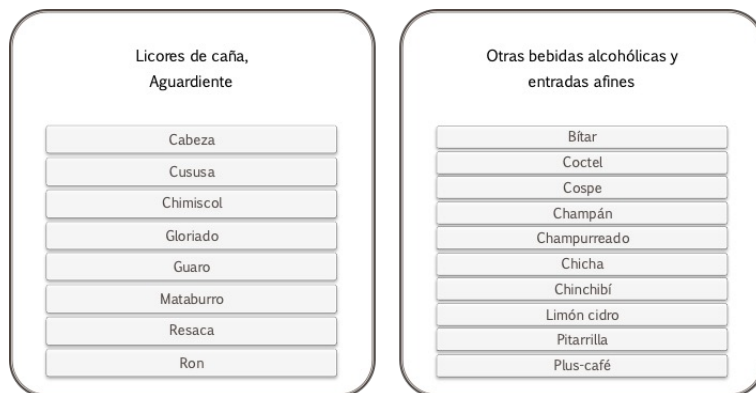 Licores de caña,
Aguardiente
Cabeza
Cususa
Chimiscol
Gloriado
Guaro
Mataburro
Resaca
Ron
Otras bebidas alcohólicas y
entradas afines
Bítar
Coctel
Cospe
Champán
Champurreado
Chicha
Chinchibí
Limón cidro
Pitarrilla
Plus-café